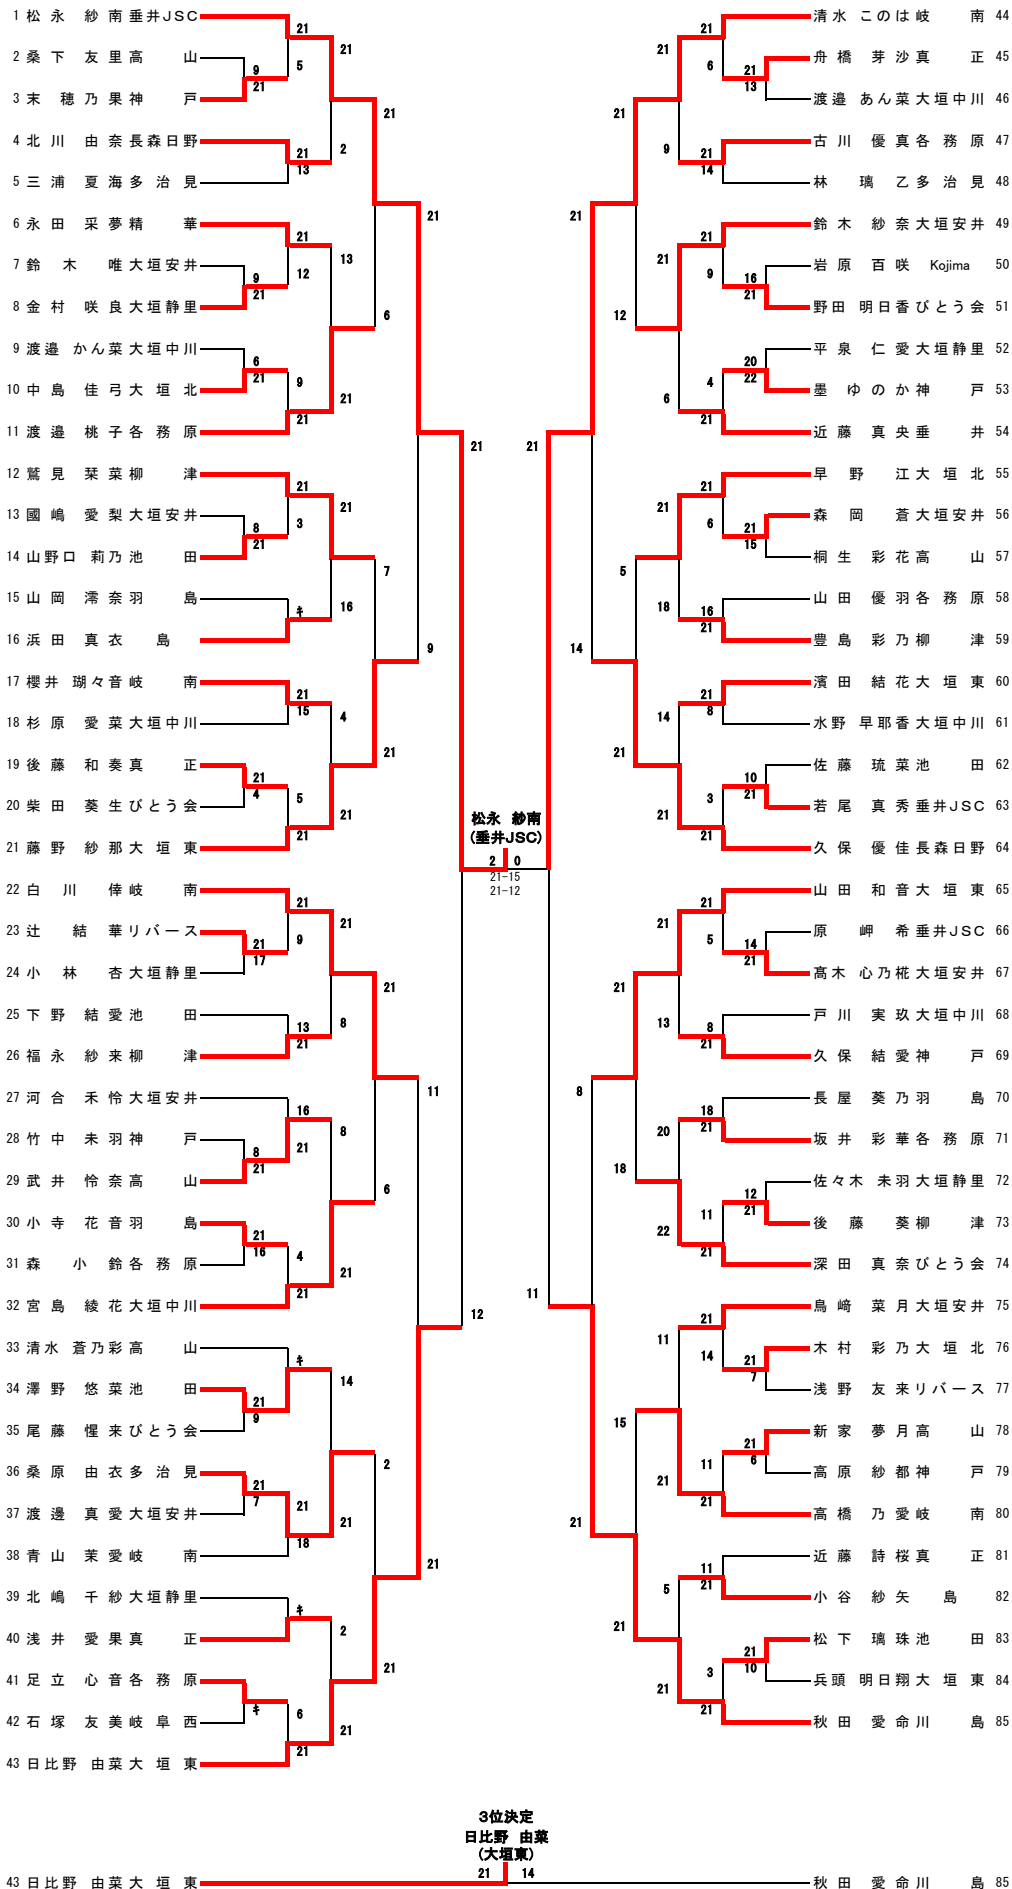 1 松永 紗南 垂井JSC
2 桑下 友里 高山
3 末 穂乃果 神戸
4 北川 由奈 長森日野
5 三浦 夏海 多治見
6 永田 采夢 精華
7 鈴木 唯 大垣安井
8 金村 咲良 大垣静里
9 渡邉 かん菜 大垣中川
10 中島 佳弓 大垣北
11 渡邉 桃子 各務原
12 鷲見 栞菜 柳津
13 國嶋 愛梨 大垣安井
14 山野口 莉乃 池田
15 山岡 澪奈 羽島
16 浜田 真衣 島
17 櫻井 瑚々音 岐南
18 杉原 愛菜 大垣中川
19 後藤 和奏 真正
20 柴田 葵生 びとう会
21 藤野 紗那 大垣東
22 白川 倖 岐南
23 辻 結華 リバース
24 小林 杏 大垣静里
25 下野 結愛 池田
26 福永 紗来 柳津
27 河合 禾怜 大垣安井
28 竹中 未羽 神戸
29 武井 怜奈 高山
30 小寺 花音 羽島
31 森 小鈴 各務原
32 宮島 綾花 大垣中川
33 清水 蒼乃彩 高山
34 澤野 悠菜 池田
35 尾藤 惺来 びとう会
36 桑原 由衣 多治見
37 渡邊 真愛 大垣安井
38 青山 茉愛 岐南
39 北嶋 千紗 大垣静里
40 浅井 愛果 真正
41 足立 心音 各務原
42 石塚 友美 岐阜西
43 日比野 由菜 大垣東
21
5
9
21
21
13
21
2
21
12
9
21
6
21
9
21
13
21
21
6
21
21
3
8
21
キ
21
16
21
15
21
4
5
21
4
21
7
21
9
21
21
9
21
17
13
21
21
8
16
21
8
21
21
16
4
21
8
21
21
6
11
キ
21
9
14
21
7
21
18
21
キ
キ
6
21
2
21
2
21
21
12
松永 紗南
(垂井JSC)
2 0
21-15
21-12
清水 このは 岐南 44
舟橋 芽沙 真正 45
渡邉 あん菜 大垣中川 46
古川 優真 各務原 47
林 璃乙 多治見 48
鈴木 紗奈 大垣安井 49
岩原 百咲 Kojima 50
野田 明日香 びとう会 51
平泉 仁愛 大垣静里 52
墨 ゆのか 神戸 53
近藤 真央 垂井 54
早野 江 大垣北 55
森岡 蒼 大垣安井 56
桐生 彩花 高山 57
山田 優羽 各務原 58
豊島 彩乃 柳津 59
濱田 結花 大垣東 60
水野 早耶香 大垣中川 61
佐藤 琉菜 池田 62
若尾 真秀 垂井JSC 63
久保 優佳 長森日野 64
山田 和音 大垣東 65
原 岬希 垂井JSC 66
髙木 心乃椛 大垣安井 67
戸川 実玖 大垣中川 68
久保 結愛 神戸 69
長屋 葵乃 羽島 70
坂井 彩華 各務原 71
佐々木 未羽 大垣静里 72
後藤 葵 柳津 73
深田 真奈 びとう会 74
鳥﨑 菜月 大垣安井 75
木村 彩乃 大垣北 76
浅野 友来 リバース 77
新家 夢月 高山 78
高原 紗都 神戸 79
高橋 乃愛 岐南 80
近藤 詩桜 真正 81
小谷 紗矢 島 82
松下 璃珠 池田 83
兵頭 明日翔 大垣東 84
秋田 愛命 川島 85
21
6
21
13
21
14
21
9
21
9
16
21
20
22
4
21
21
6
21
12
21
21
6
21
15
16
21
21
18
21
8
10
21
3
21
14
21
5
21
14
21
21
5
14
21
8
21
21
13
18
21
12
21
11
21
20
22
21
18
8
21
14
21
7
21
6
11
21
11
21
11
21
21
10
3
21
5
21
15
21
21
11
3位決定
日比野 由菜
(大垣東)
21 14
43 日比野 由菜 大垣東
秋田 愛命 川島 85